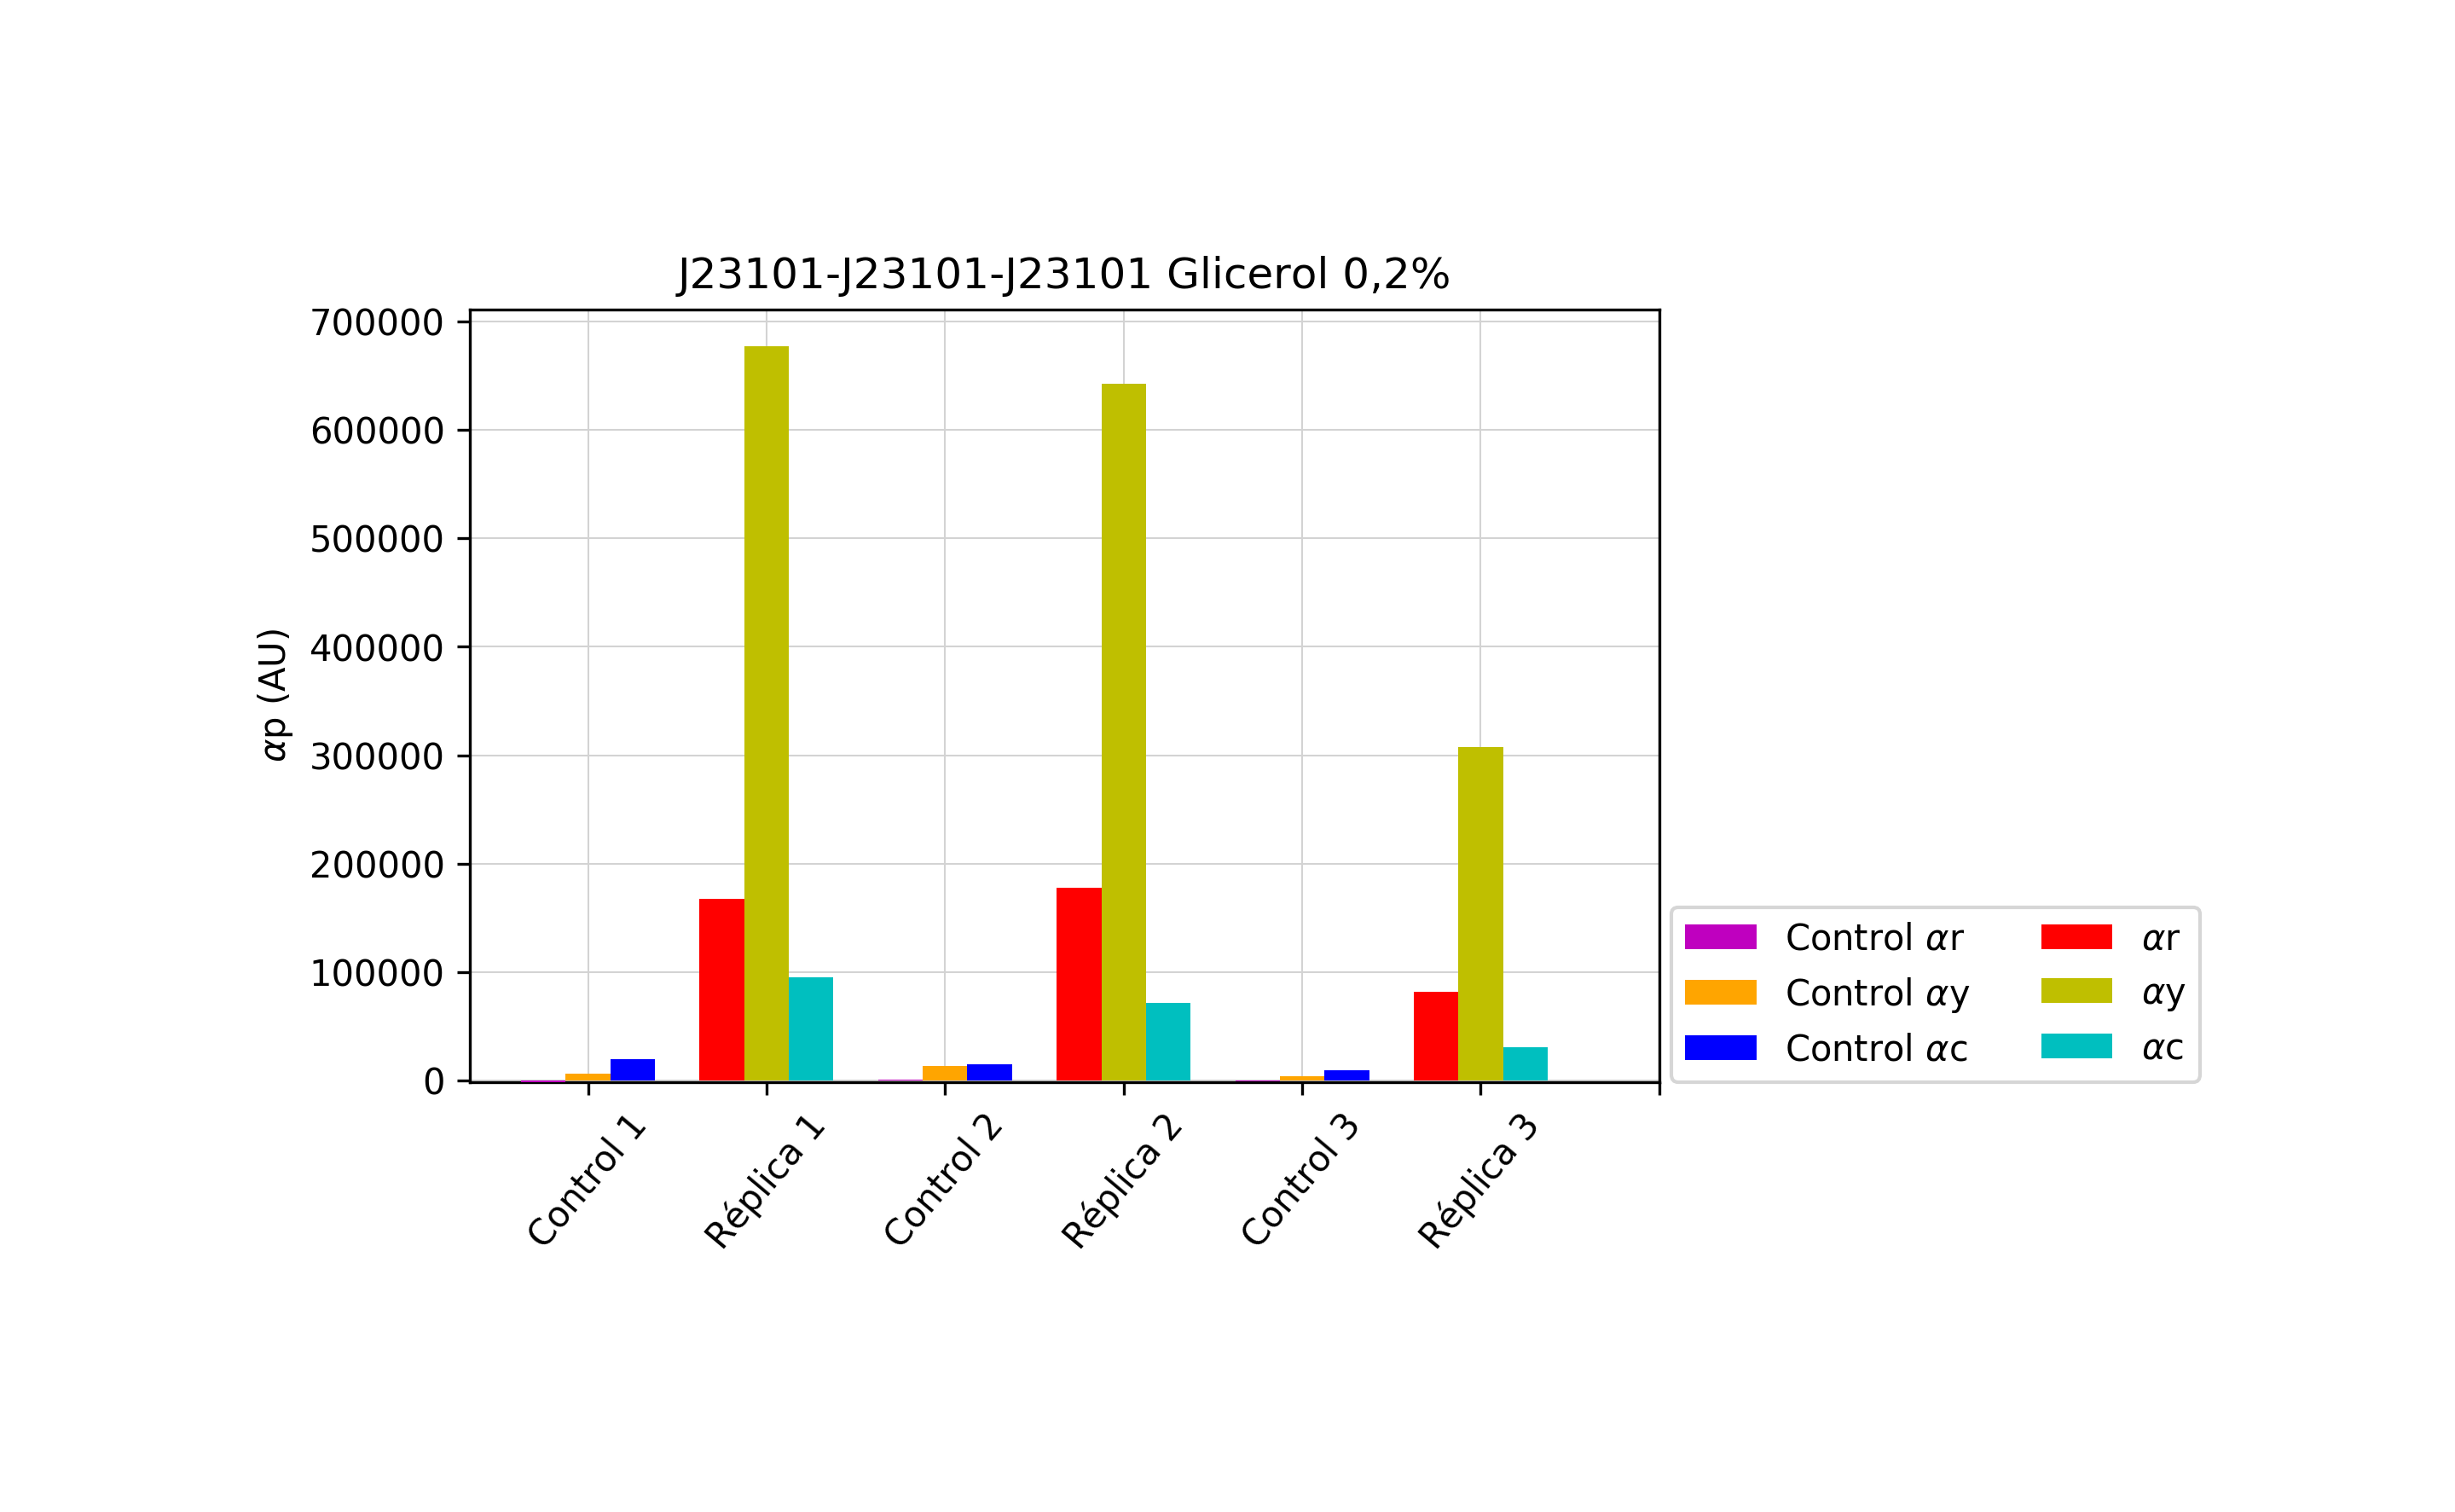 J23101-J23101-J23101 Glicerol 0,2%
αp (AU)
700000
600000
500000
400000
300000
200000
100000
0
Control 1
Réplica 1
Control 2
Réplica 2
Control 3
Réplica 3
Control αr
Control αy
Control αc
αr
αy
αc